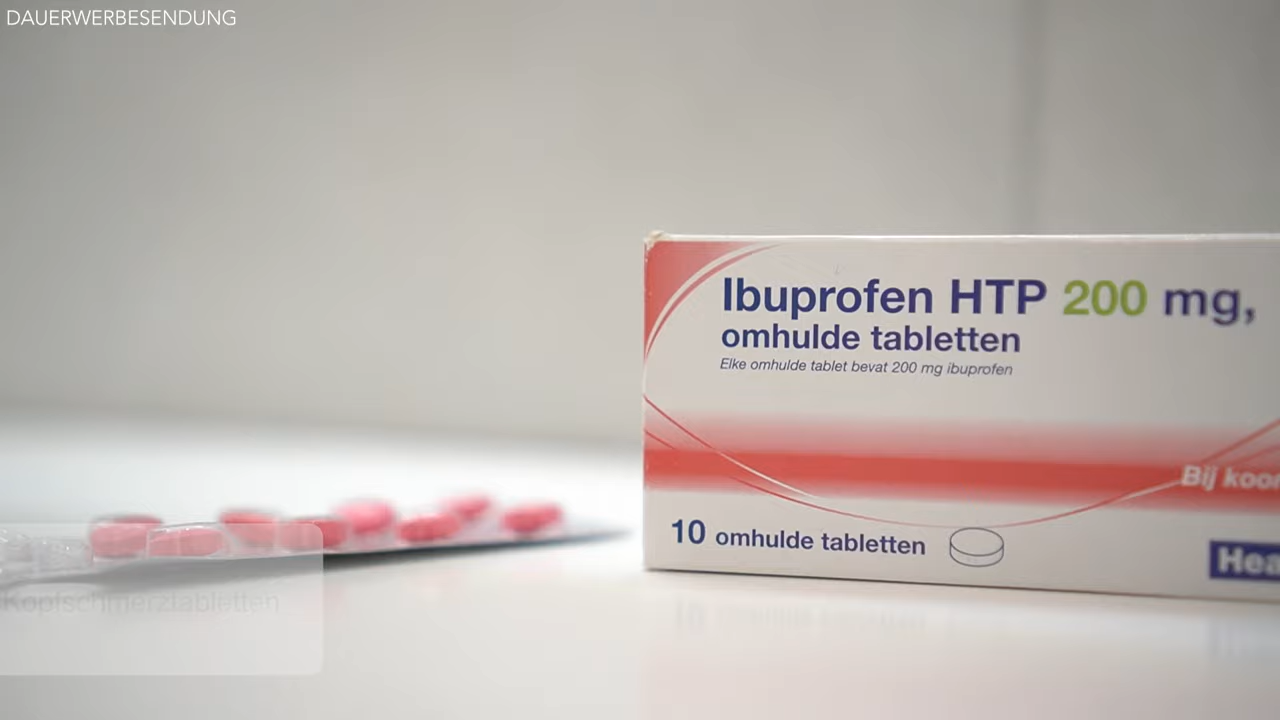 DAUERWERBESENDUNG
Ibuprofen HTP 200 mg,
omhulde tabletten
Elke omhulde tablet bevat 200 mg ibuprofen
Bij koor
10 omhulde tabletten
Hea
Kopfschmerztabletten